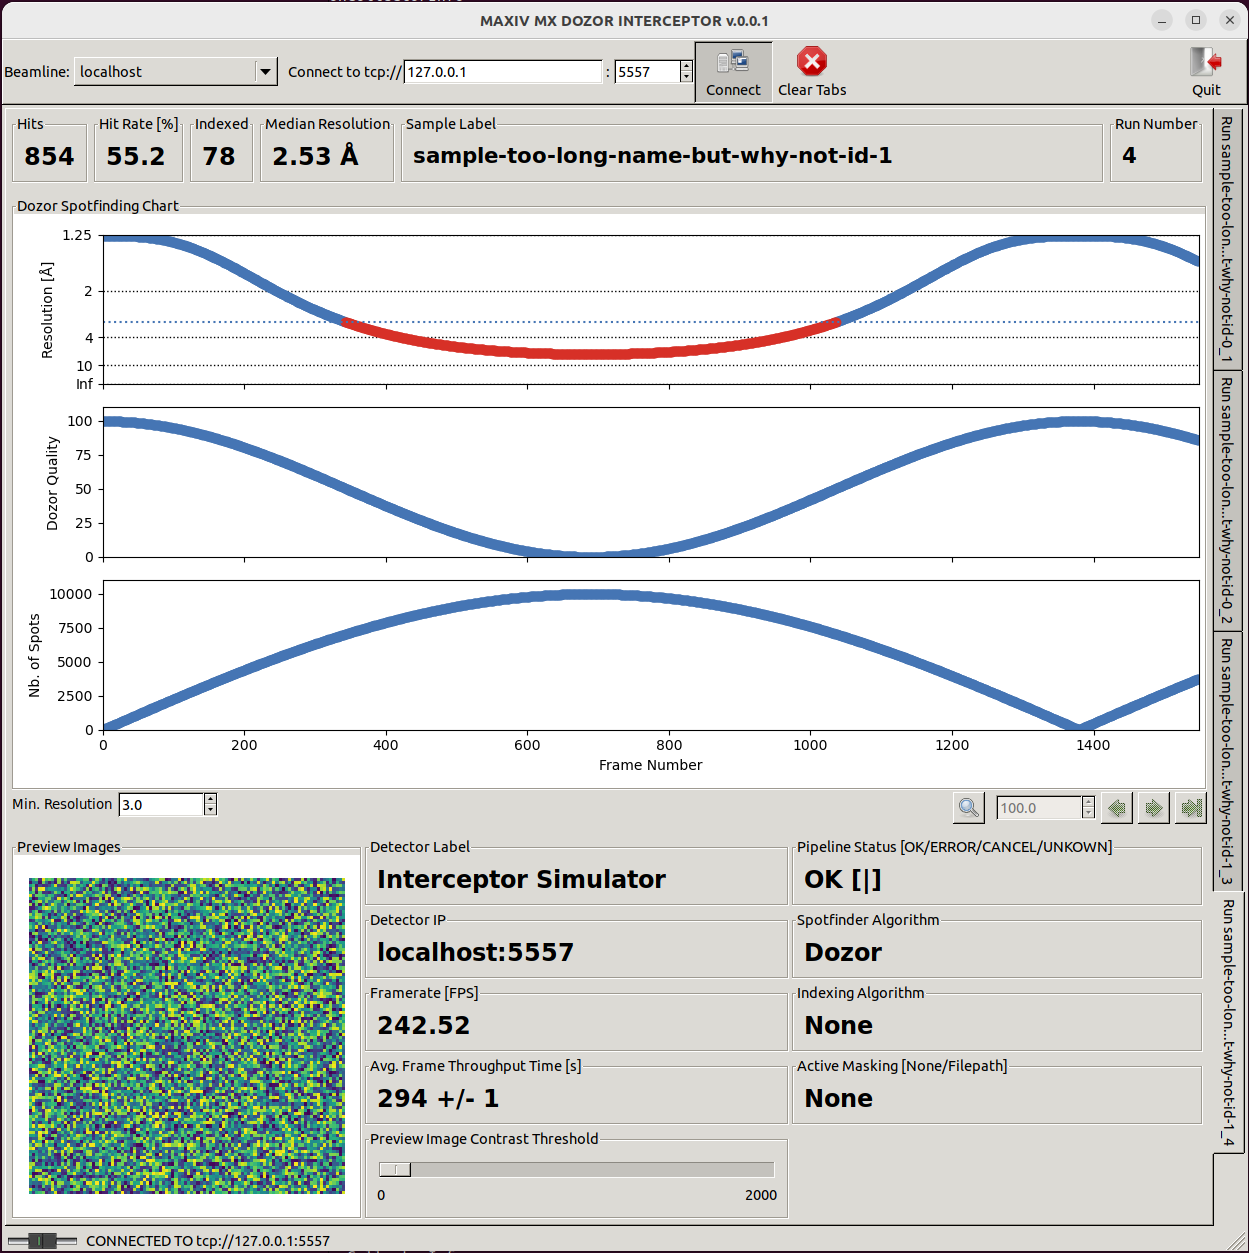 MAXIV MX DOZOR INTERCEPTOR v.0.0.1
Beamline: localhost Connect to tcp:// 127.0.0.1 : 5557 Connect Clear Tabs Quit
Hits Hit Rate [%] Indexed Median Resolution Sample Label Run Number
854 55.2 78 2.53 Å sample-too-long-name-but-why-not-id-1 4
Dozor Spotfinding Chart
1.25
2
4
10
Inf
Resolution [Å]
100
75
50
25
0
Dozor Quality
10000
7500
5000
2500
0
Nb. of Spots
0 200 400 600 800 1000 1200 1400
Frame Number
Min. Resolution 3.0 100.0
Preview Images
Detector Label Pipeline Status [OK/ERROR/CANCEL/UNKOWN]
Interceptor Simulator OK [|]
Detector IP Spotfinder Algorithm
localhost:5557 Dozor
Framerate [FPS] Indexing Algorithm
242.52 None
Avg. Frame Throughput Time [s] Active Masking [None/Filepath]
294 +/- 1 None
Preview Image Contrast Threshold
0 2000
Run sample-too-lon...t-why-not-id-0_1
Run sample-too-lon...t-why-not-id-0_2
Run sample-too-lon...t-why-not-id-1_3
Run sample-too-lon...t-why-not-id-1_4
CONNECTED TO tcp://127.0.0.1:5557